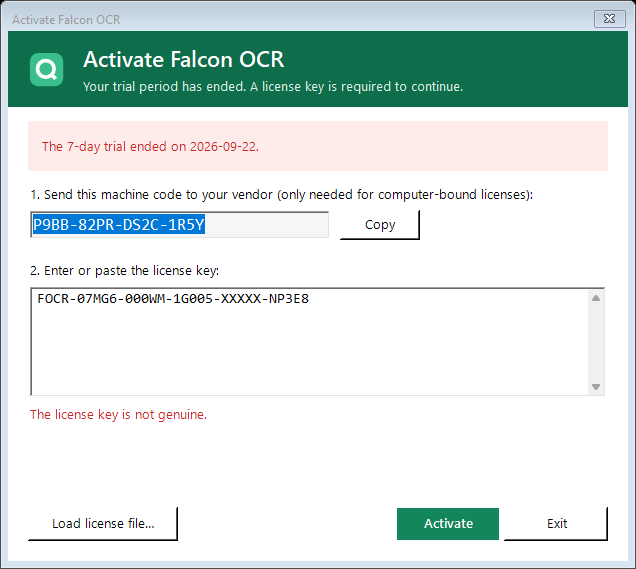 Activate Falcon OCR
Activate Falcon OCR
Your trial period has ended. A license key is required to continue.
The 7-day trial ended on 2026-09-22.
1. Send this machine code to your vendor (only needed for computer-bound licenses):
P9BB-82PR-DS2C-1R5Y
Copy
2. Enter or paste the license key:
FOCR-07MG6-000WM-1G005-XXXXX-NP3E8
The license key is not genuine.
Load license file...
Activate
Exit